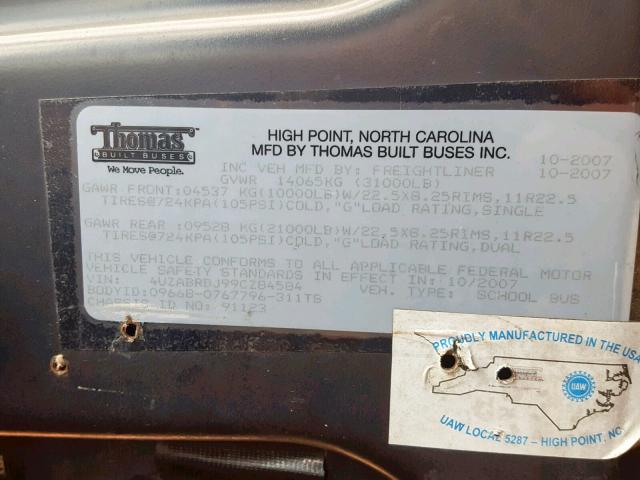 Thomas
BUILT BUSES
We Move People.
HIGH POINT, NORTH CAROLINA
MFD BY THOMAS BUILT BUSES INC.
10-2007
INC VEH MFD BY: FREIGHTLINER 10-2007
GVWR 14065KG (31000LB)
GAWR FRONT:04537 KG(10000LB)W/22.5X8.25RIMS,11R22.5
TIRES@724KPA(105PSI)COLD,"G"LOAD RATING,SINGLE
GAWR REAR :09528 KG(21000LB)W/22.5X8.25RIMS,11R22.5
TIRES@724KPA(105PSI)COLD,"G"LOAD RATING,DUAL
THIS VEHICLE CONFORMS TO ALL APPLICABLE FEDERAL MOTOR
VEHICLE SAFETY STANDARDS IN EFFECT IN: 10/2007
VIN: 4UZABRDJ99CZ84584 VEH. TYPE: SCHOOL BUS
BODYID:09668-0767796-311TS
CHASSIS ID NO: 91123
PROUDLY MANUFACTURED IN THE USA
UAW
UAW LOCAL 5287 – HIGH POINT, NC